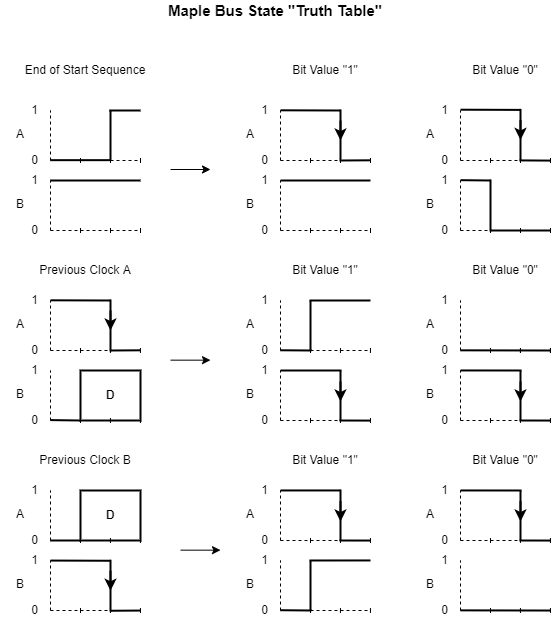 Maple Bus State "Truth Table"
End of Start Sequence Bit Value "1" Bit Value "0"
1 1 1
A A A
0 0 0
1 1 1
B B B
0 0 0
Previous Clock A Bit Value "1" Bit Value "0"
1 1 1
A A A
0 0 0
1 1 1
B D B B
0 0 0
Previous Clock B Bit Value "1" Bit Value "0"
1 1 1
A D A A
0 0 0
1 1 1
B B B
0 0 0